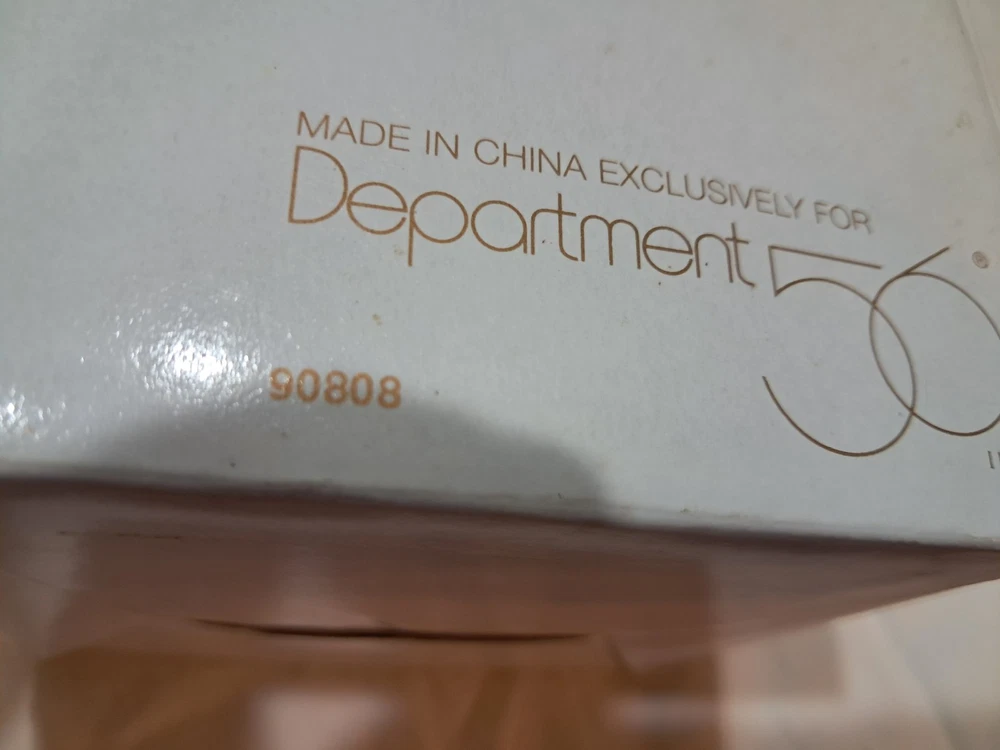 MADE IN CHINA EXCLUSIVELY FOR
Department 56®
90808